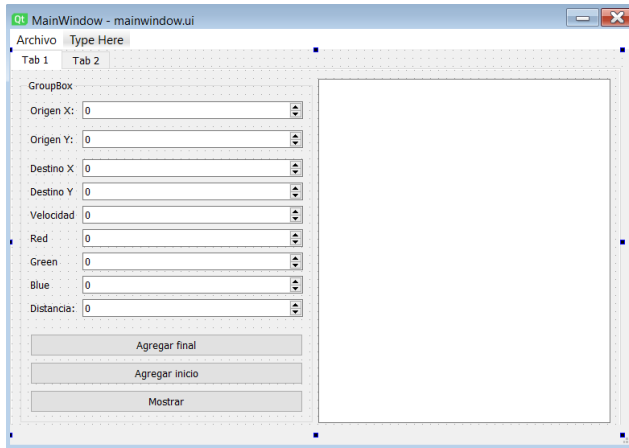 Qt MainWindow - mainwindow.ui
Archivo Type Here
Tab 1 Tab 2
GroupBox
Origen X: 0
Origen Y: 0
Destino X 0
Destino Y 0
Velocidad 0
Red 0
Green 0
Blue 0
Distancia: 0
Agregar final
Agregar inicio
Mostrar